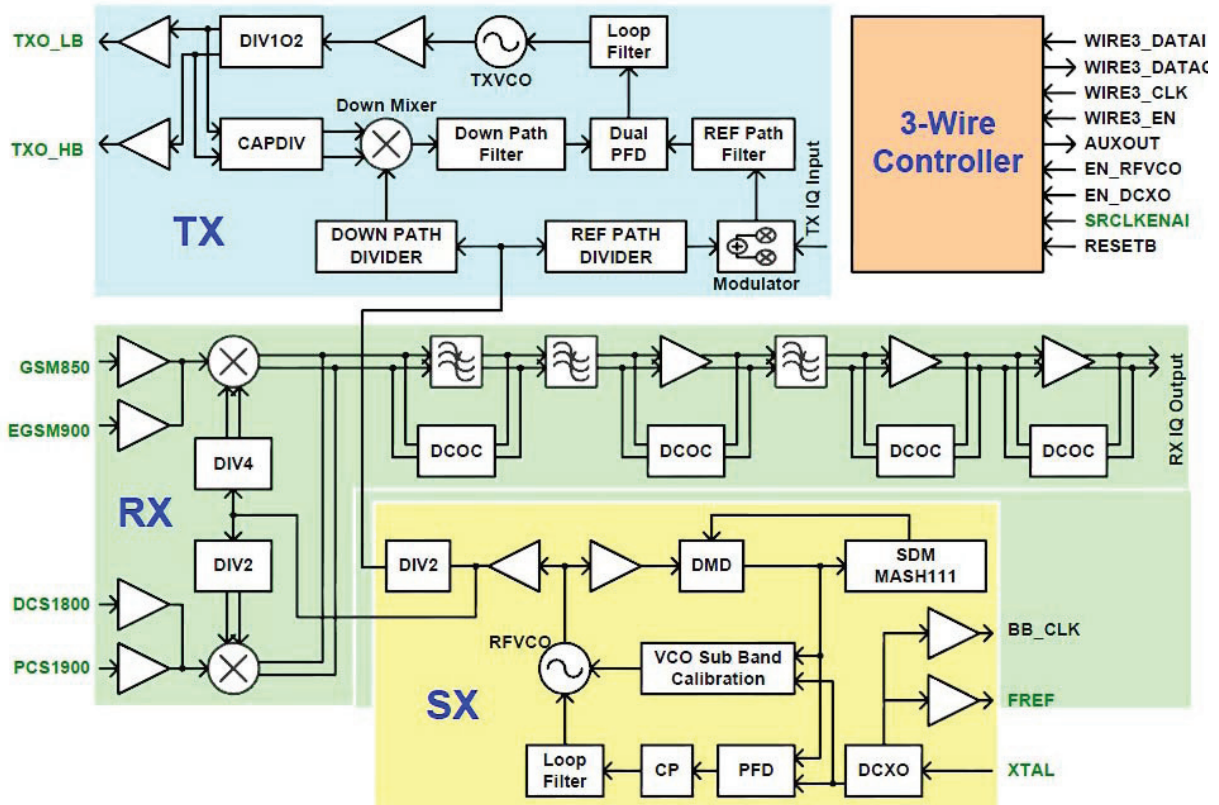 TXO_LB
DIV1O2
TXVCO
Loop
Filter
WIRE3_DATAI
WIRE3_DATAO
WIRE3_CLK
WIRE3_EN
AUXOUT
EN_RFVCO
EN_DCXO
SRCLKENAI
RESETB
3-Wire
Controller
TXO_HB
CAPDIV
Down Mixer
Down Path
Filter
Dual
PFD
REF Path
Filter
TX IQ Input
TX
DOWN PATH
DIVIDER
REF PATH
DIVIDER
Modulator
GSM850
EGSM900
DCOC
DCOC
DCOC
DCOC
RX IQ Output
DIV4
RX
DIV2
DCS1800
PCS1900
DIV2
DMD
SDM
MASH111
RFVCO
VCO Sub Band
Calibration
BB_CLK
SX
FREF
Loop
Filter
CP
PFD
DCXO
XTAL